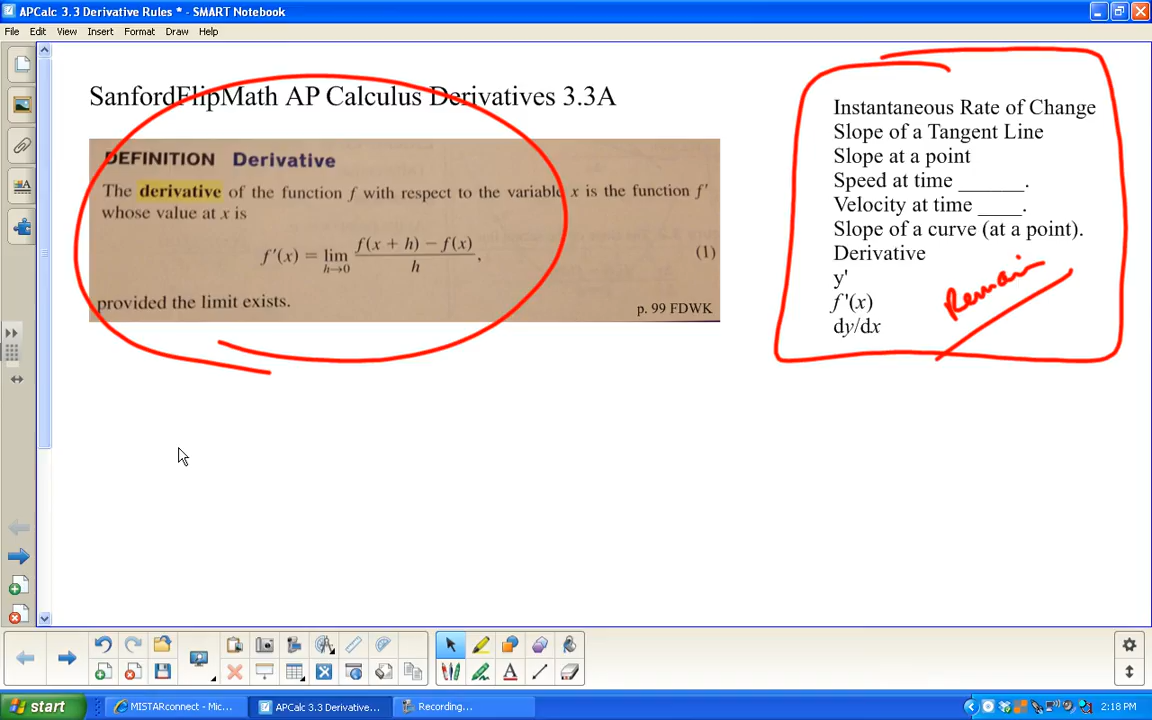 APCalc 3.3 Derivative Rules * - SMART Notebook
File Edit View Insert Format Draw Help
SanfordFlipMath AP Calculus Derivatives 3.3A
DEFINITION Derivative
The derivative of the function f with respect to the variable x is the function f'
whose value at x is
f'(x) = lim h→0 f(x + h) − f(x) / h , (1)
provided the limit exists.
p. 99 FDWK
Instantaneous Rate of Change
Slope of a Tangent Line
Slope at a point
Speed at time ______.
Velocity at time ____.
Slope of a curve (at a point).
Derivative
y'
f'(x)
dy/dx
Remain
start
MISTARconnect - Mic...
APCalc 3.3 Derivative...
Recording...
2:18 PM